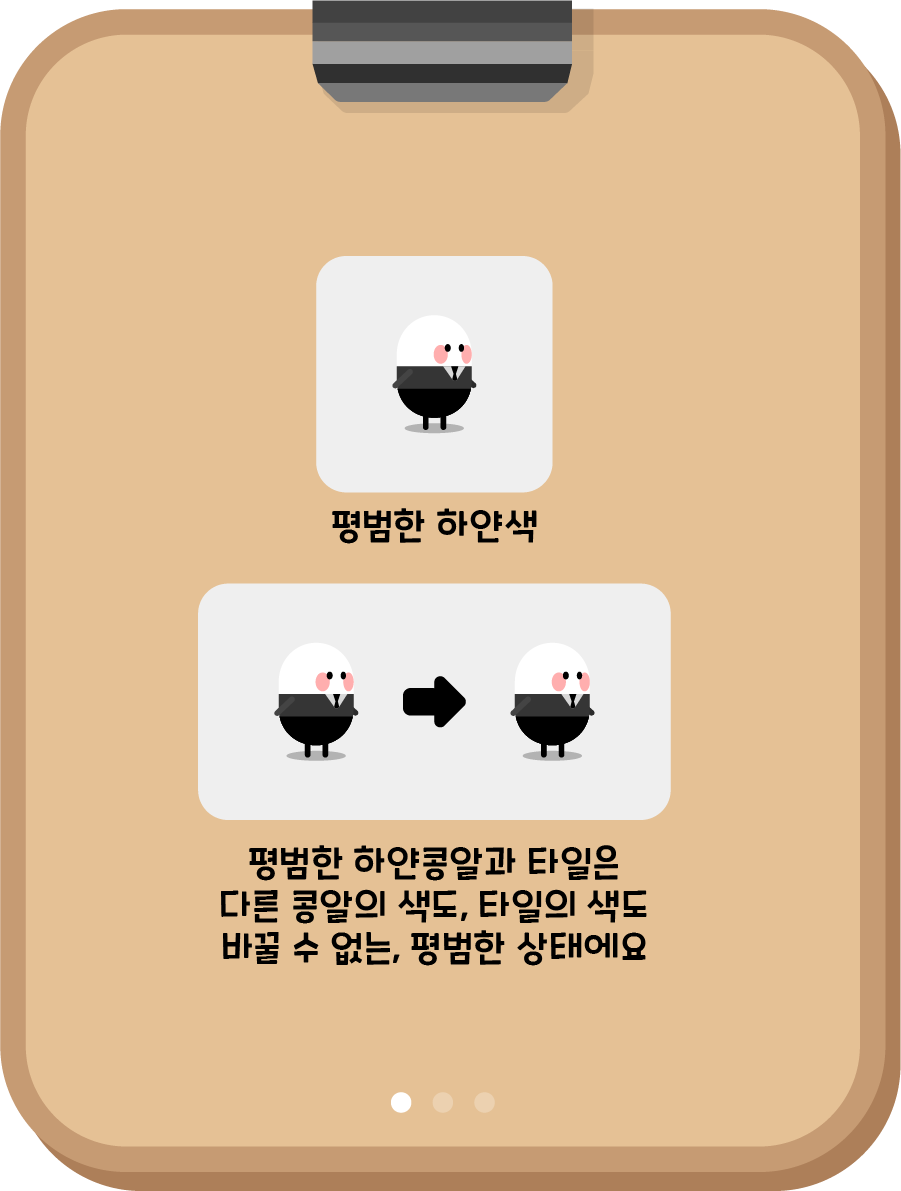 평범한 하얀색
평범한 하얀콩알과 타일은
다른 콩알의 색도, 타일의 색도
바꿀 수 없는, 평범한 상태에요